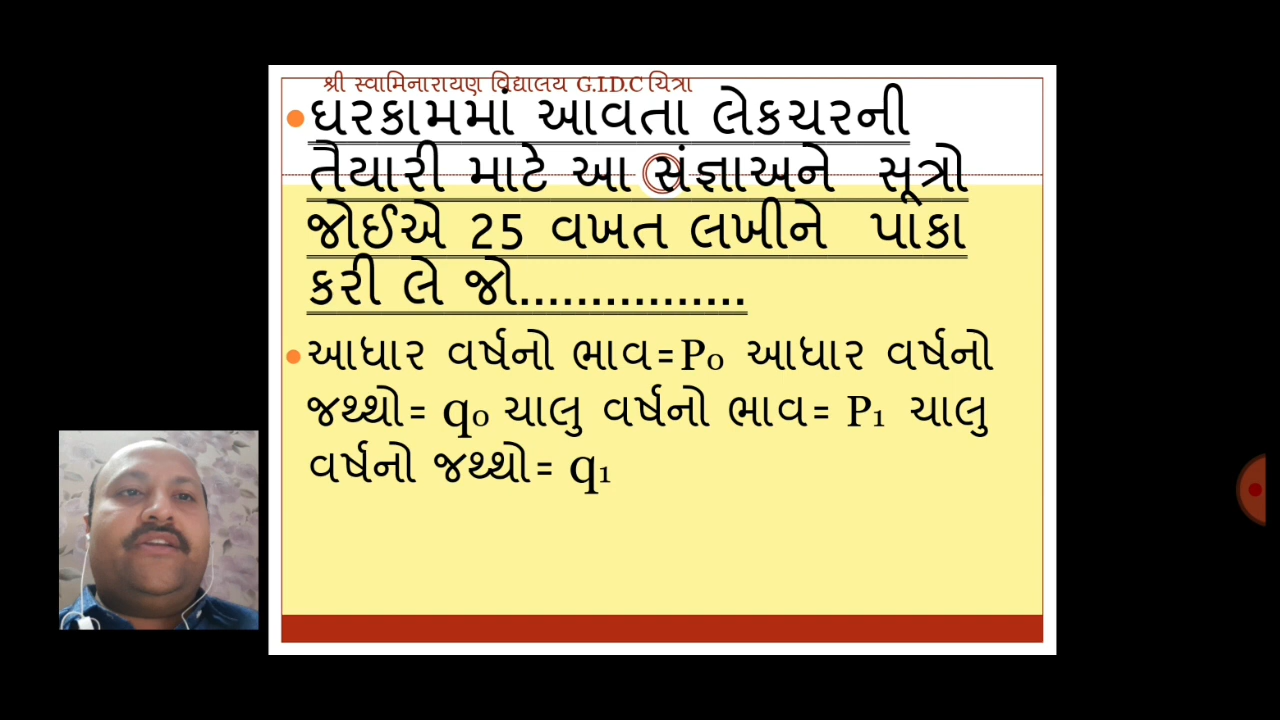 શ્રી સ્વામિનારાયણ વિદ્યાલય G.I.D.C ચિત્રા
ઘરકામમાં આવતા લેકચરની
તૈયારી માટે આ સંજ્ઞાઅને સૂત્રો
જોઈએ 25 વખત લખીને પાકા
કરી લે જો................
આધાર વર્ષનો ભાવ=P₀ આધાર વર્ષનો
જથ્થો= q₀ ચાલુ વર્ષનો ભાવ= P₁ ચાલુ
વર્ષનો જથ્થો= q₁